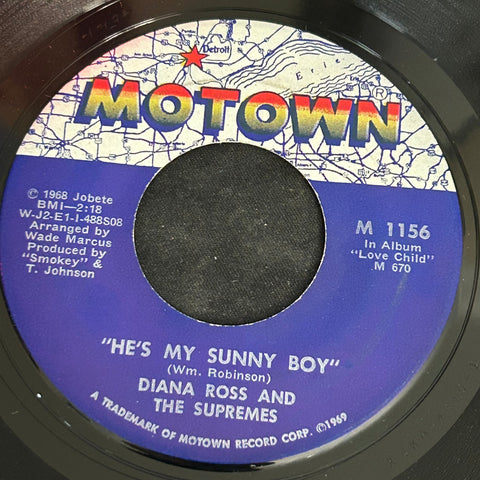 Detroit
Erie
MOTOWN
®
© 1968 Jobete
BMI—2:18
W-J2-E1-I-488S08
Arranged by
Wade Marcus
Produced by
"Smokey" &
T. Johnson
M 1156
In Album
"Love Child"
M 670
"HE'S MY SUNNY BOY"
(Wm. Robinson)
DIANA ROSS AND
THE SUPREMES
A TRADEMARK OF MOTOWN RECORD CORP. ©1969